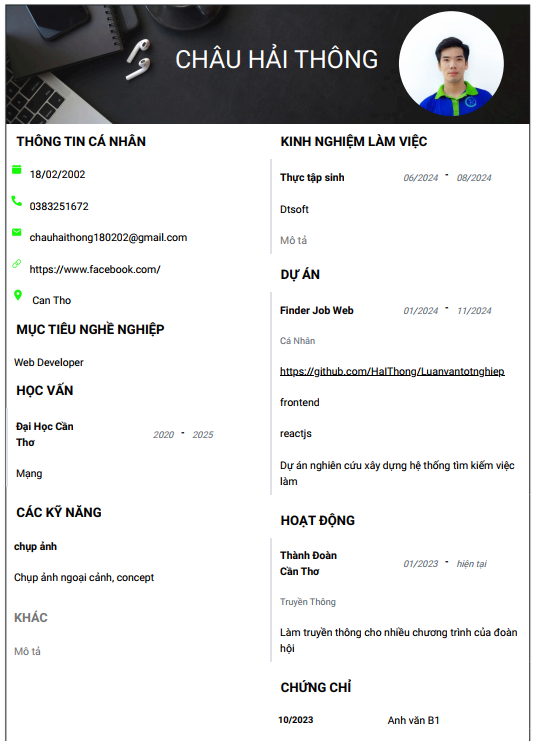 CHÂU HẢI THÔNG
THÔNG TIN CÁ NHÂN
18/02/2002
0383251672
chauhaithong180202@gmail.com
https://www.facebook.com/
Can Tho
MỤC TIÊU NGHỀ NGHIỆP
Web Developer
HỌC VẤN
Đại Học Cần
Thơ
2020 - 2025
Mạng
CÁC KỸ NĂNG
chụp ảnh
Chụp ảnh ngoại cảnh, concept
KHÁC
Mô tả
KINH NGHIỆM LÀM VIỆC
Thực tập sinh 06/2024 - 08/2024
Dtsoft
Mô tả
DỰ ÁN
Finder Job Web 01/2024 - 11/2024
Cá Nhân
https://github.com/HaIThong/Luanvantotnghiep
frontend
reactjs
Dự án nghiên cứu xây dựng hệ thống tìm kiếm việc
làm
HOẠT ĐỘNG
Thành Đoàn
Cần Thơ
01/2023 - hiện tại
Truyền Thông
Làm truyền thông cho nhiều chương trình của đoàn
hội
CHỨNG CHỈ
10/2023 Anh văn B1